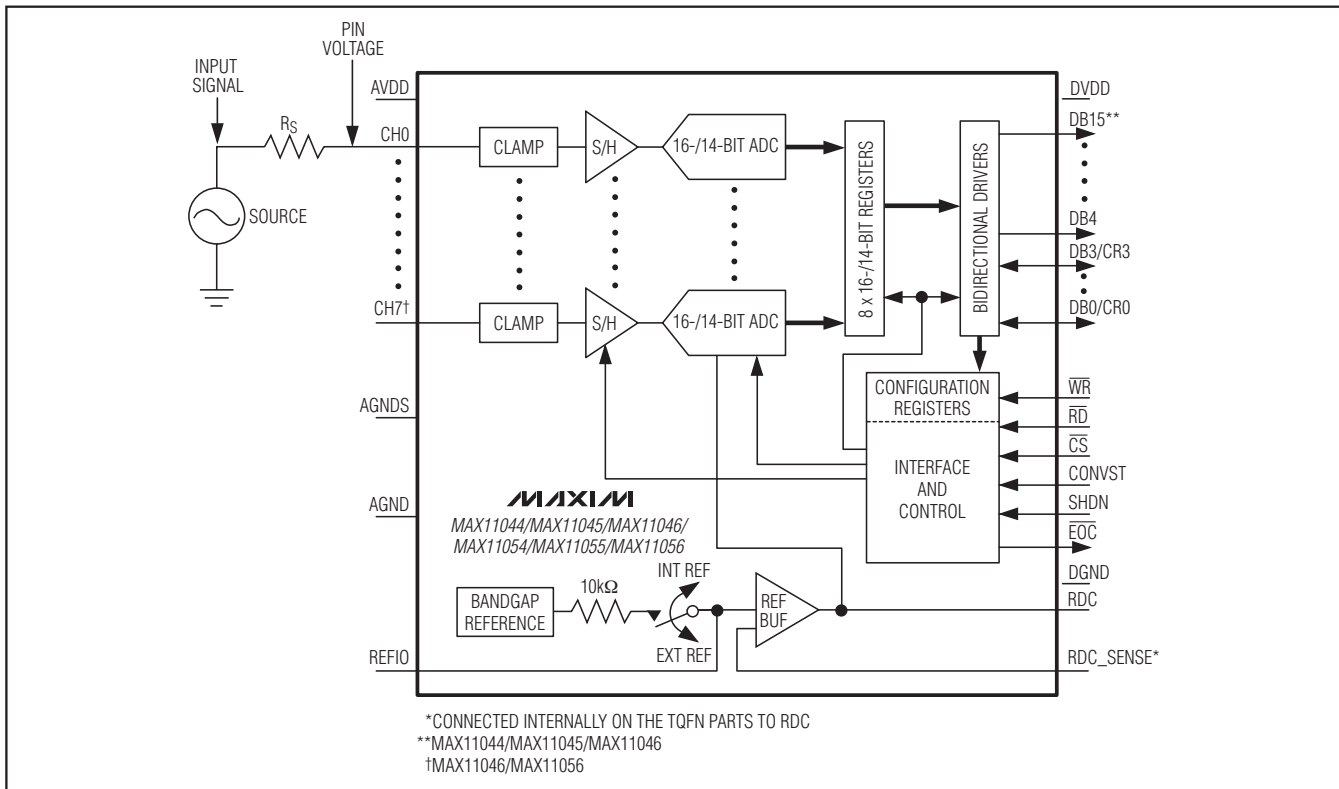 PIN
VOLTAGE
INPUT
SIGNAL
AVDD
DVDD
RS
CH0
CLAMP
S/H
16-/14-BIT ADC
8 x 16-/14-BIT REGISTERS
BIDIRECTIONAL DRIVERS
DB15**
SOURCE
DB4
DB3/CR3
CH7†
CLAMP
S/H
16-/14-BIT ADC
DB0/CR0
CONFIGURATION
REGISTERS
WR
RD
AGNDS
CS
INTERFACE
AND
CONTROL
CONVST
SHDN
EOC
AGND
MAXIM
MAX11044/MAX11045/MAX11046/
MAX11054/MAX11055/MAX11056
DGND
BANDGAP
REFERENCE
10kΩ
INT REF
EXT REF
REF
BUF
RDC
REFIO
RDC_SENSE*
*CONNECTED INTERNALLY ON THE TQFN PARTS TO RDC
**MAX11044/MAX11045/MAX11046
†MAX11046/MAX11056